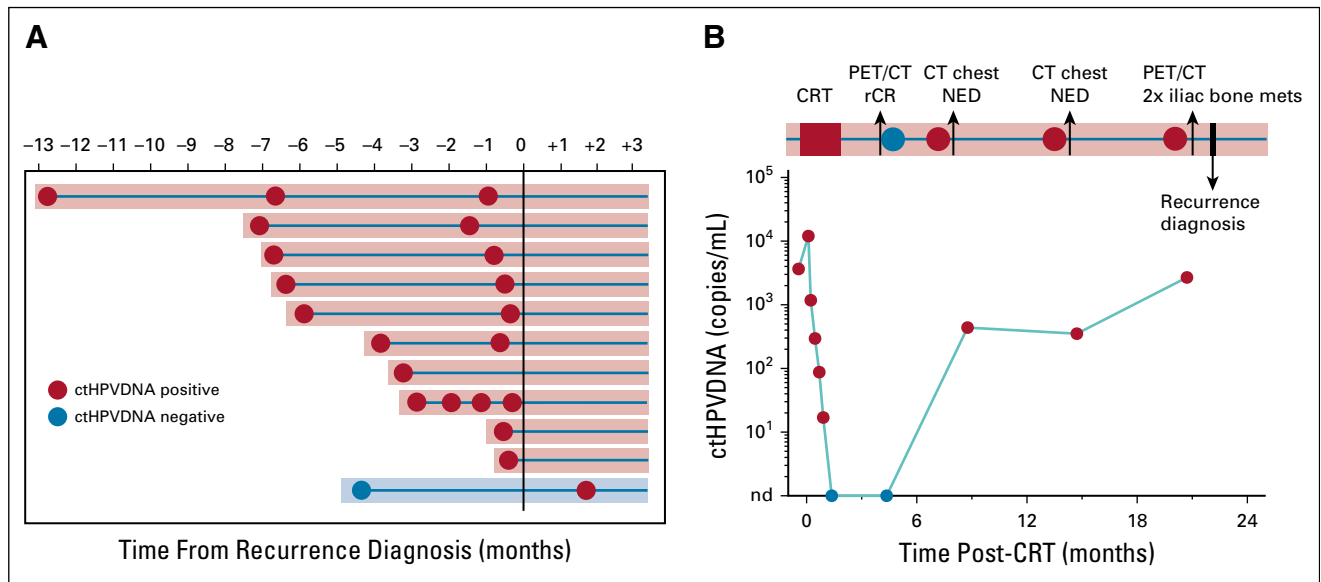 A
−13 −12 −11 −10 −9 −8 −7 −6 −5 −4 −3 −2 −1 0 +1 +2 +3
ctHPVDNA positive
ctHPVDNA negative
Time From Recurrence Diagnosis (months)
B
CRT
PET/CT
rCR
CT chest
NED
CT chest
NED
PET/CT
2x iliac bone mets
Recurrence
diagnosis
ctHPVDNA (copies/mL)
10⁵
10⁴
10³
10²
10¹
nd
0 6 12 18 24
Time Post-CRT (months)